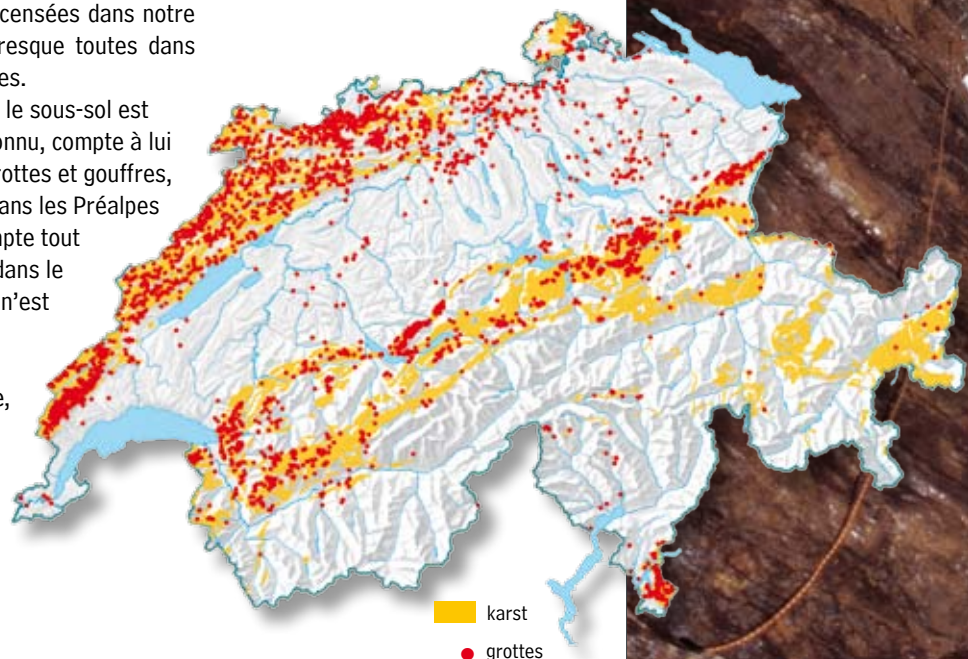 censées dans notre
resque toutes dans
es.
le sous-sol est
onnu, compte à lui
rottes et gouffres,
ans les Préalpes
mpte tout
dans le
n'est
e,
karst
grottes